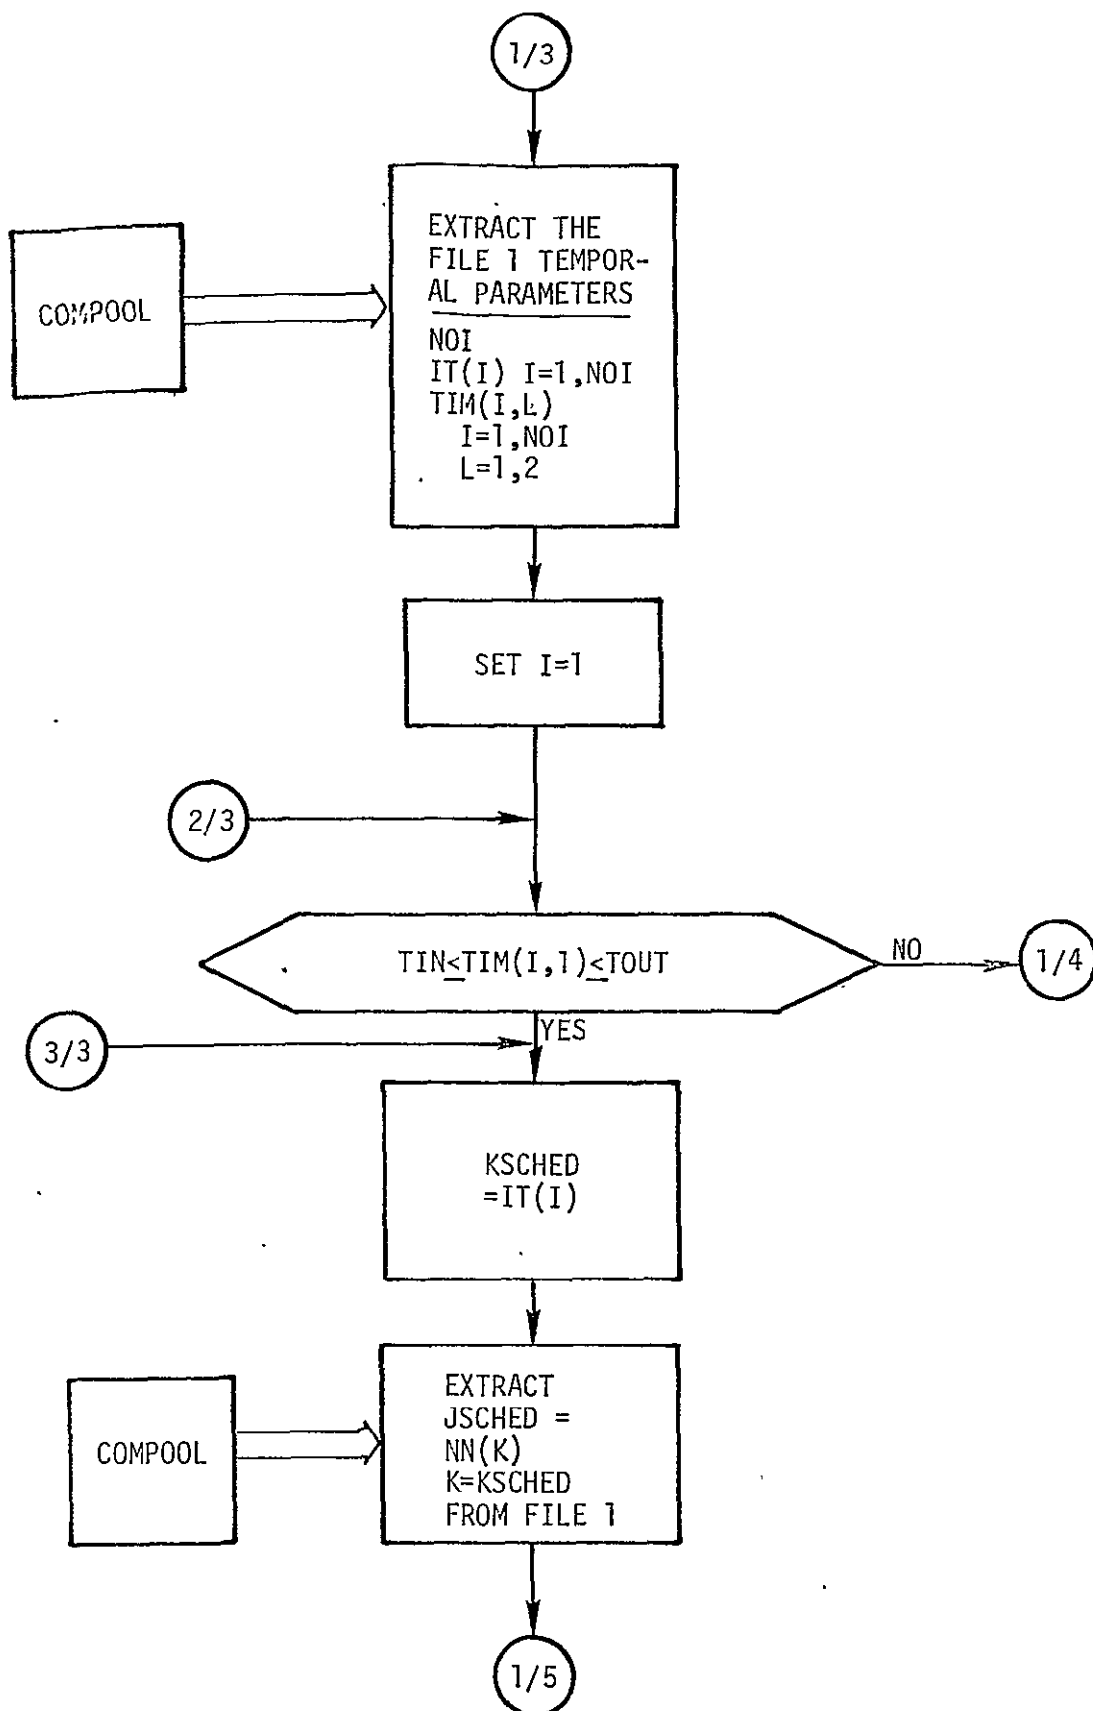 1/3
EXTRACT THE
FILE 1 TEMPOR-
AL PARAMETERS
COMPOOL
NOI
IT(I) I=1,NOI
TIM(I,L)
I=1,NOI
L=1,2
SET I=1
2/3
TIN≤TIM(I,1)≤TOUT
NO
1/4
YES
3/3
KSCHED
=IT(I)
EXTRACT
JSCHED =
NN(K)
COMPOOL
K=KSCHED
FROM FILE 1
1/5